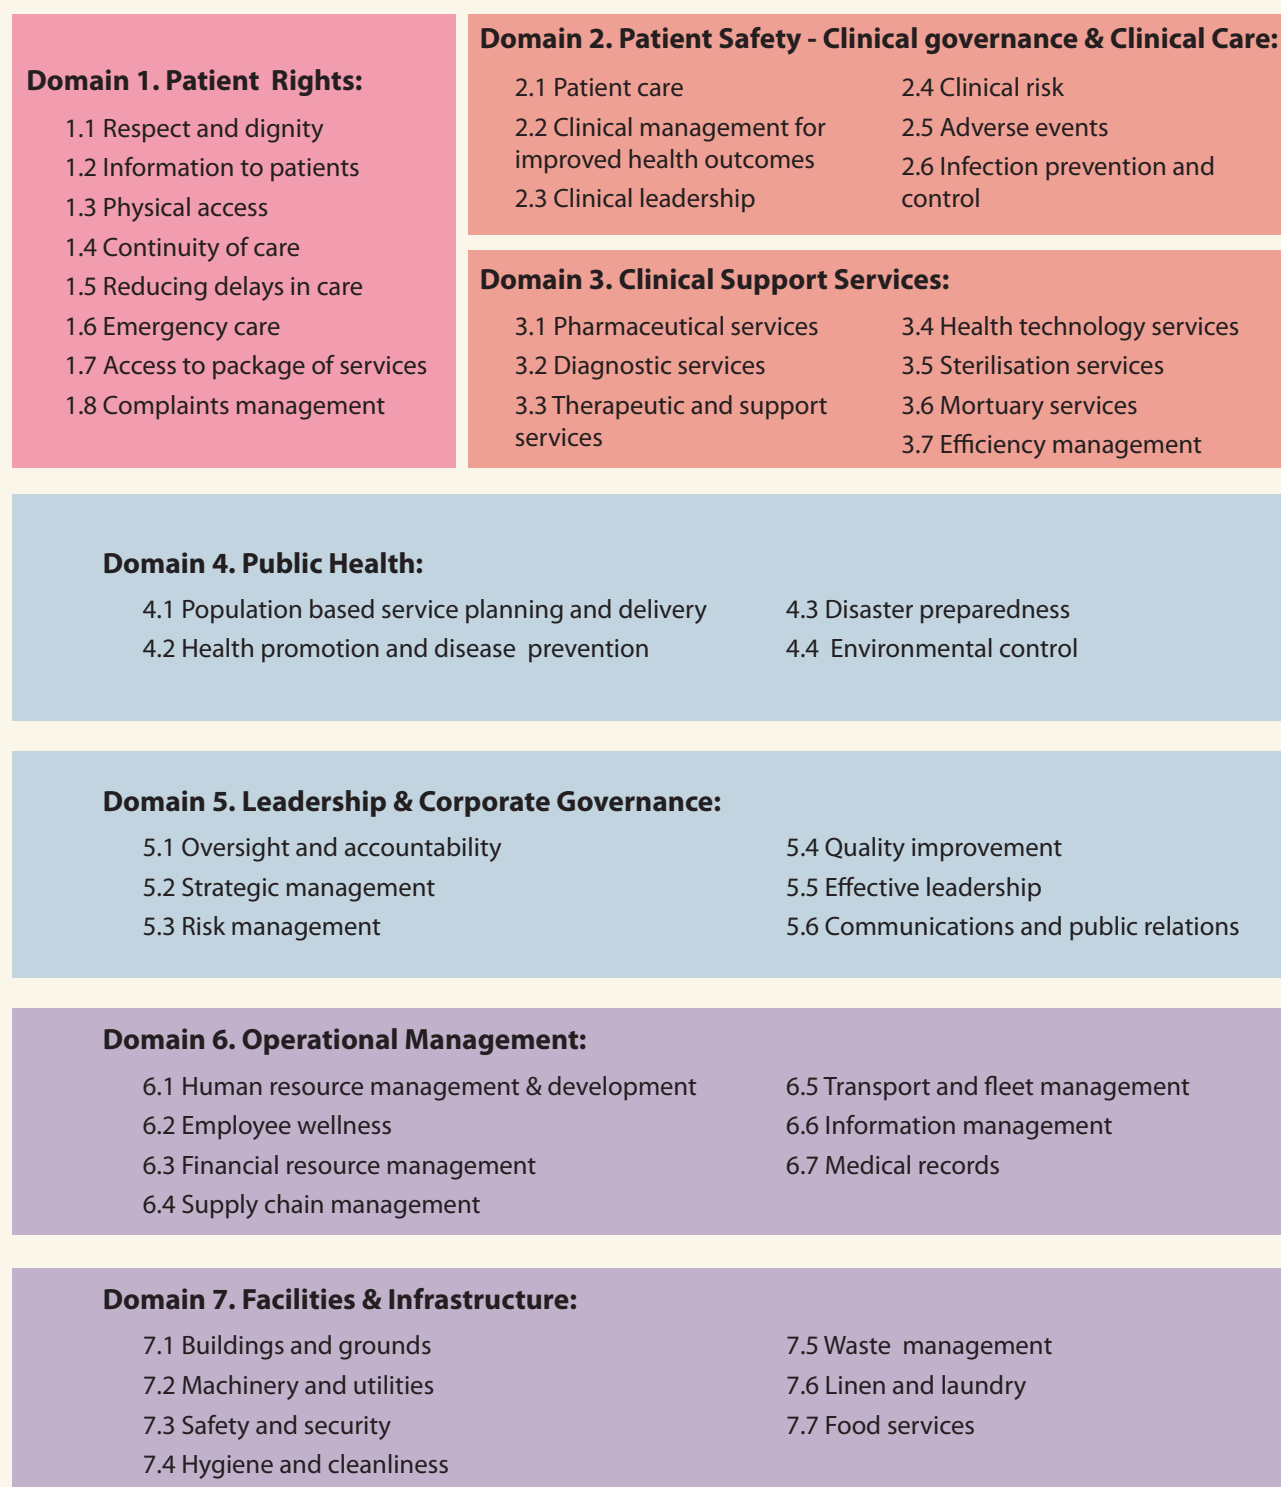 Domain 1. Patient Rights:
1.1 Respect and dignity
1.2 Information to patients
1.3 Physical access
1.4 Continuity of care
1.5 Reducing delays in care
1.6 Emergency care
1.7 Access to package of services
1.8 Complaints management
Domain 2. Patient Safety - Clinical governance & Clinical Care:
2.1 Patient care
2.2 Clinical management for
improved health outcomes
2.3 Clinical leadership
2.4 Clinical risk
2.5 Adverse events
2.6 Infection prevention and
control
Domain 3. Clinical Support Services:
3.1 Pharmaceutical services
3.2 Diagnostic services
3.3 Therapeutic and support
services
3.4 Health technology services
3.5 Sterilisation services
3.6 Mortuary services
3.7 Efficiency management
Domain 4. Public Health:
4.1 Population based service planning and delivery
4.2 Health promotion and disease prevention
4.3 Disaster preparedness
4.4 Environmental control
Domain 5. Leadership & Corporate Governance:
5.1 Oversight and accountability
5.2 Strategic management
5.3 Risk management
5.4 Quality improvement
5.5 Effective leadership
5.6 Communications and public relations
Domain 6. Operational Management:
6.1 Human resource management & development
6.2 Employee wellness
6.3 Financial resource management
6.4 Supply chain management
6.5 Transport and fleet management
6.6 Information management
6.7 Medical records
Domain 7. Facilities & Infrastructure:
7.1 Buildings and grounds
7.2 Machinery and utilities
7.3 Safety and security
7.4 Hygiene and cleanliness
7.5 Waste management
7.6 Linen and laundry
7.7 Food services